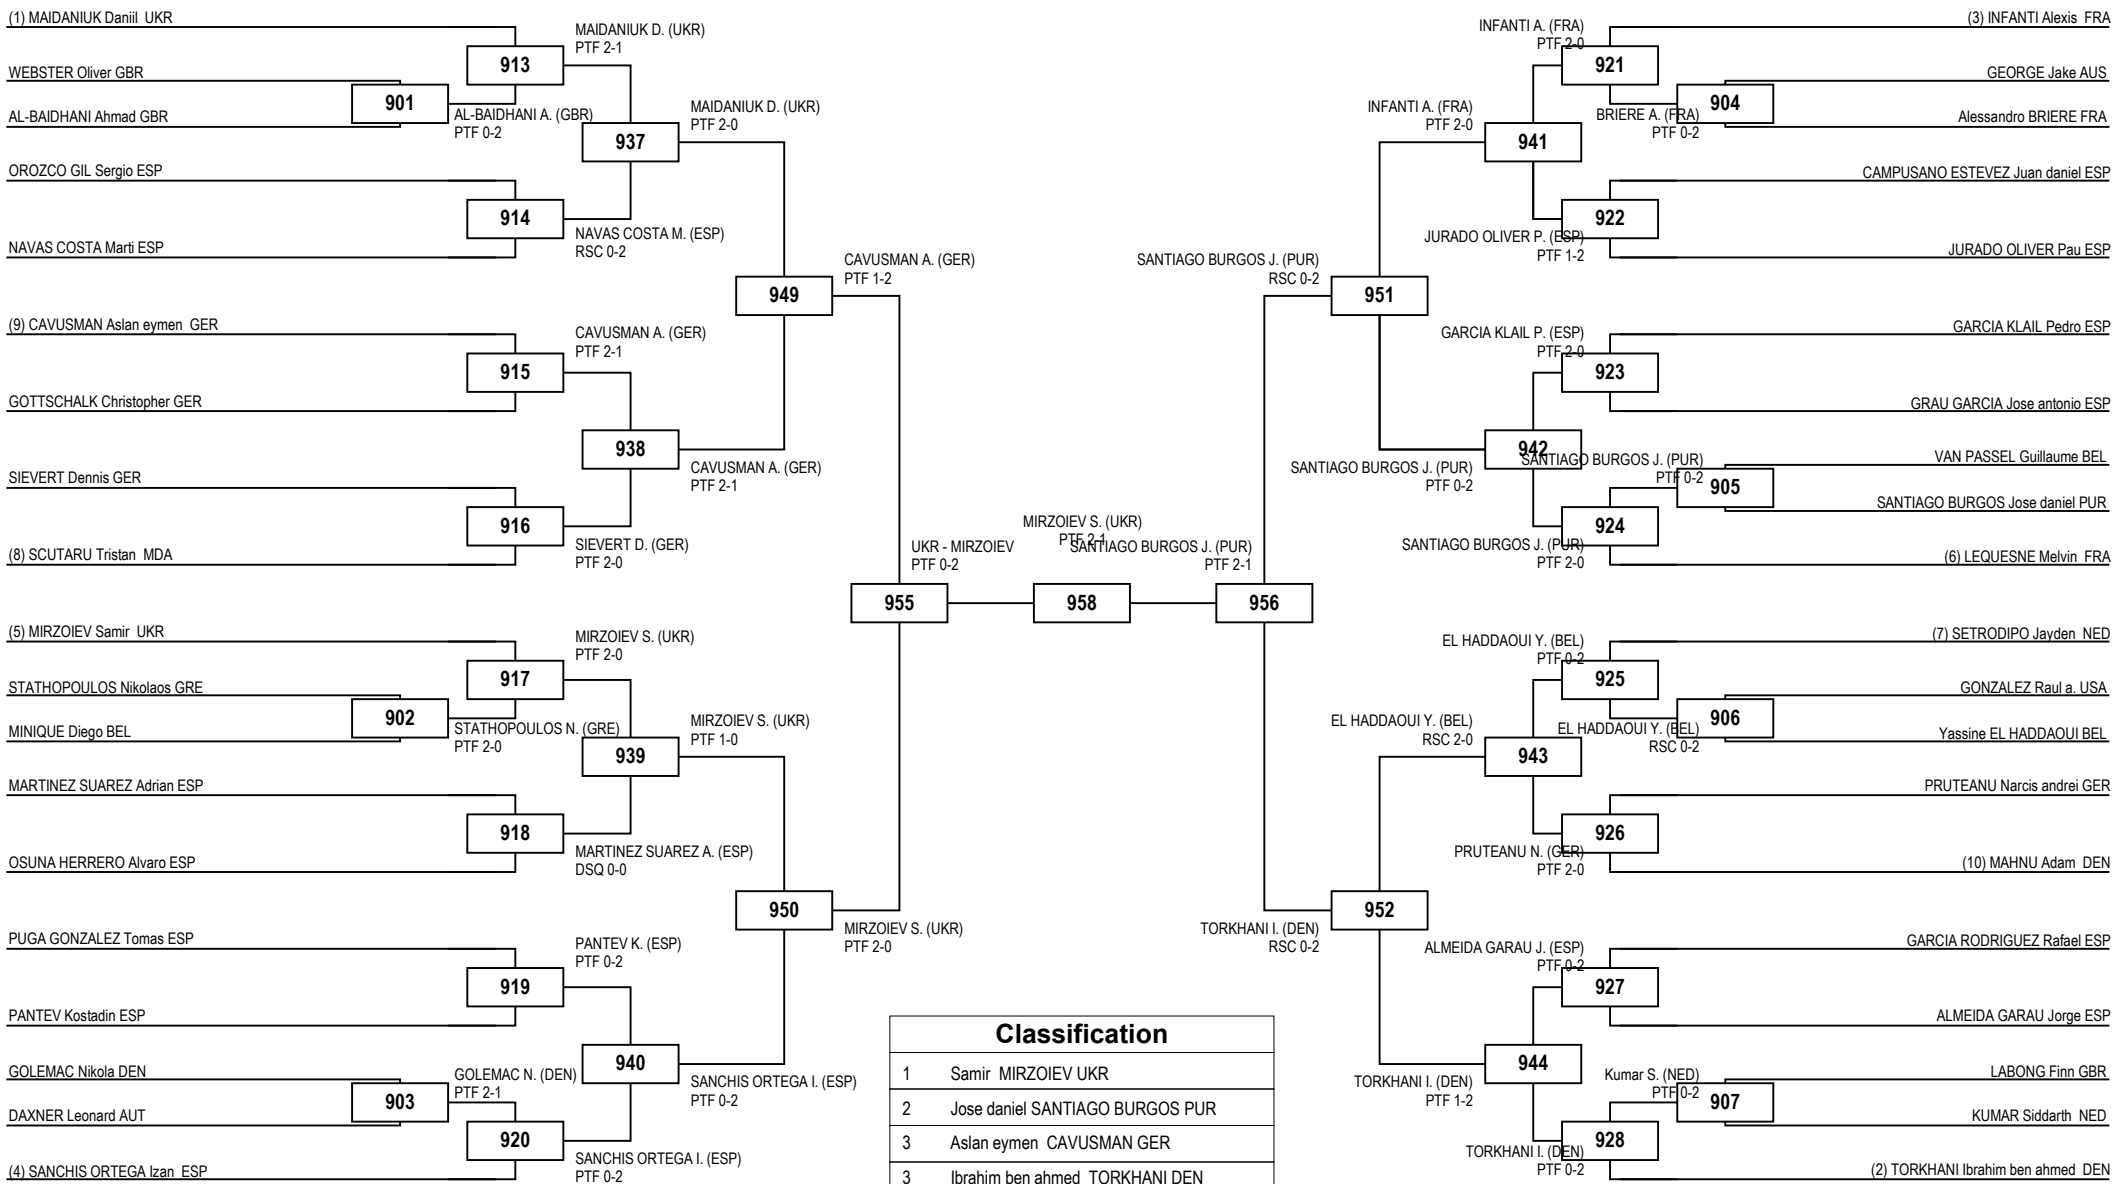 (1) MAIDANIUK Daniil UKR
WEBSTER Oliver GBR
AL-BAIDHANI Ahmad GBR
OROZCO GIL Sergio ESP
NAVAS COSTA Marti ESP
(9) CAVUSMAN Aslan eymen GER
GOTTSCHALK Christopher GER
SIEVERT Dennis GER
(8) SCUTARU Tristan MDA
(5) MIRZOIEV Samir UKR
STATHOPOULOS Nikolaos GRE
MINIQUE Diego BEL
MARTINEZ SUAREZ Adrian ESP
OSUNA HERRERO Alvaro ESP
PUGA GONZALEZ Tomas ESP
PANTEV Kostadin ESP
GOLEMAC Nikola DEN
DAXNER Leonard AUT
(4) SANCHIS ORTEGA Izan ESP
901
AL-BAIDHANI A. (GBR)
PTF 0-2
902
STATHOPOULOS N. (GRE)
PTF 2-0
903
GOLEMAC N. (DEN)
PTF 2-1
913
MAIDANIUK D. (UKR)
PTF 2-1
914
NAVAS COSTA M. (ESP)
RSC 0-2
915
CAVUSMAN A. (GER)
PTF 2-1
916
SIEVERT D. (GER)
PTF 2-0
917
MIRZOIEV S. (UKR)
PTF 2-0
918
MARTINEZ SUAREZ A. (ESP)
DSQ 0-0
919
PANTEV K. (ESP)
PTF 0-2
920
SANCHIS ORTEGA I. (ESP)
PTF 0-2
937
MAIDANIUK D. (UKR)
PTF 2-0
938
CAVUSMAN A. (GER)
PTF 2-1
939
MIRZOIEV S. (UKR)
PTF 1-0
940
SANCHIS ORTEGA I. (ESP)
PTF 0-2
949
CAVUSMAN A. (GER)
PTF 1-2
950
MIRZOIEV S. (UKR)
PTF 2-0
955
UKR - MIRZOIEV
PTF 0-2
958
MIRZOIEV S. (UKR)
PTF 2-1
956
SANTIAGO BURGOS J. (PUR)
PTF 2-1
951
SANTIAGO BURGOS J. (PUR)
RSC 0-2
952
TORKHANI I. (DEN)
RSC 0-2
941
INFANTI A. (FRA)
PTF 2-0
942
SANTIAGO BURGOS J. (PUR)
PTF 0-2
943
EL HADDAOUI Y. (BEL)
RSC 2-0
944
TORKHANI I. (DEN)
PTF 1-2
921
INFANTI A. (FRA)
PTF 2-0
922
JURADO OLIVER P. (ESP)
PTF 1-2
923
GARCIA KLAIL P. (ESP)
PTF 2-0
924
SANTIAGO BURGOS J. (PUR)
PTF 2-0
925
EL HADDAOUI Y. (BEL)
PTF 0-2
926
PRUTEANU N. (GER)
PTF 2-0
927
ALMEIDA GARAU J. (ESP)
PTF 0-2
928
TORKHANI I. (DEN)
PTF 0-2
904
BRIERE A. (FRA)
PTF 0-2
905
SANTIAGO BURGOS J. (PUR)
PTF 0-2
906
EL HADDAOUI Y. (BEL)
RSC 0-2
907
Kumar S. (NED)
PTF 0-2
(3) INFANTI Alexis FRA
GEORGE Jake AUS
Alessandro BRIERE FRA
CAMPUSANO ESTEVEZ Juan daniel ESP
JURADO OLIVER Pau ESP
GARCIA KLAIL Pedro ESP
GRAU GARCIA Jose antonio ESP
VAN PASSEL Guillaume BEL
SANTIAGO BURGOS Jose daniel PUR
(6) LEQUESNE Melvin FRA
(7) SETRODIPO Jayden NED
GONZALEZ Raul a. USA
Yassine EL HADDAOUI BEL
PRUTEANU Narcis andrei GER
(10) MAHNU Adam DEN
GARCIA RODRIGUEZ Rafael ESP
ALMEIDA GARAU Jorge ESP
LABONG Finn GBR
KUMAR Siddarth NED
(2) TORKHANI Ibrahim ben ahmed DEN
Classification
1 Samir MIRZOIEV UKR
2 Jose daniel SANTIAGO BURGOS PUR
3 Aslan eymen CAVUSMAN GER
3 Ibrahim ben ahmed TORKHANI DEN